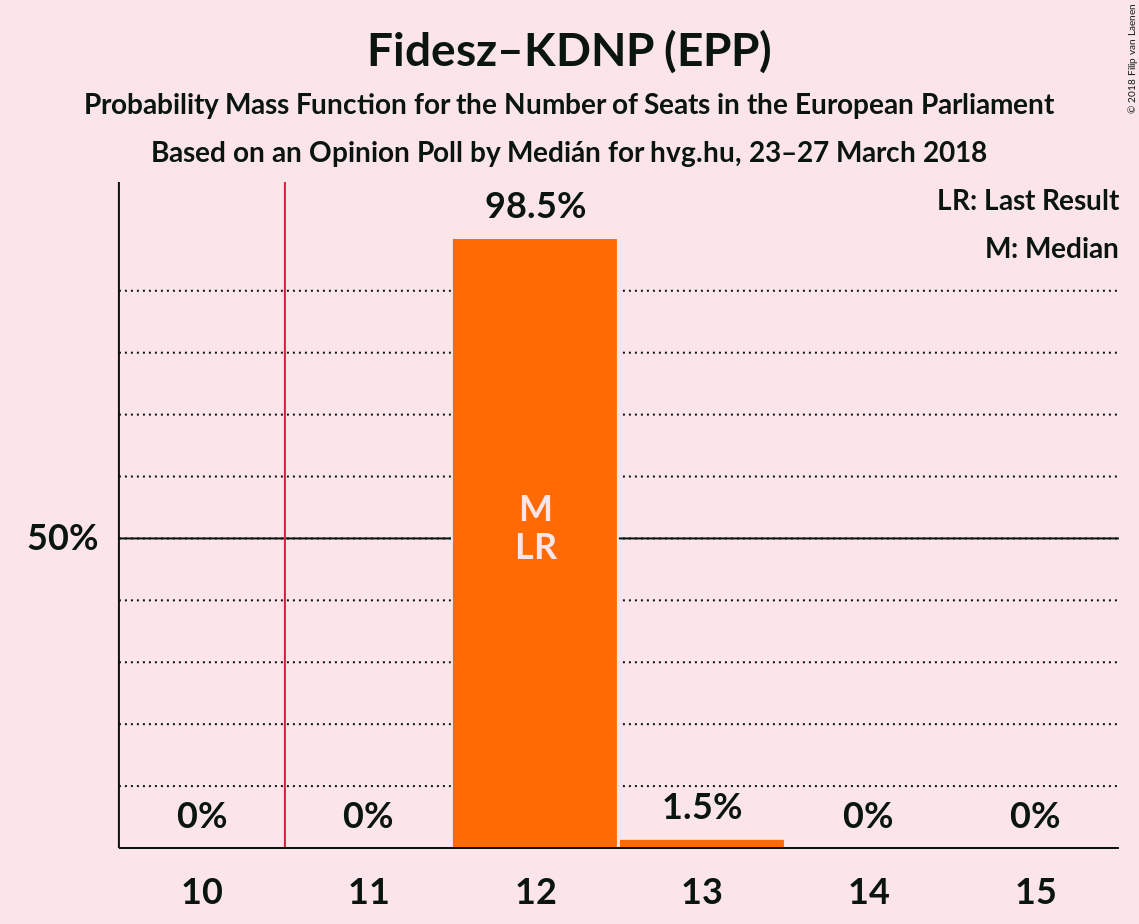 Fidesz–KDNP (EPP)
Probability Mass Function for the Number of Seats in the European Parliament
Based on an Opinion Poll by Medián for hvg.hu, 23–27 March 2018
© 2018 Filip van Laenen
LR: Last Result
M: Median
98.5%
M
LR
50%
0%
0%
1.5%
0%
0%
10
11
12
13
14
15